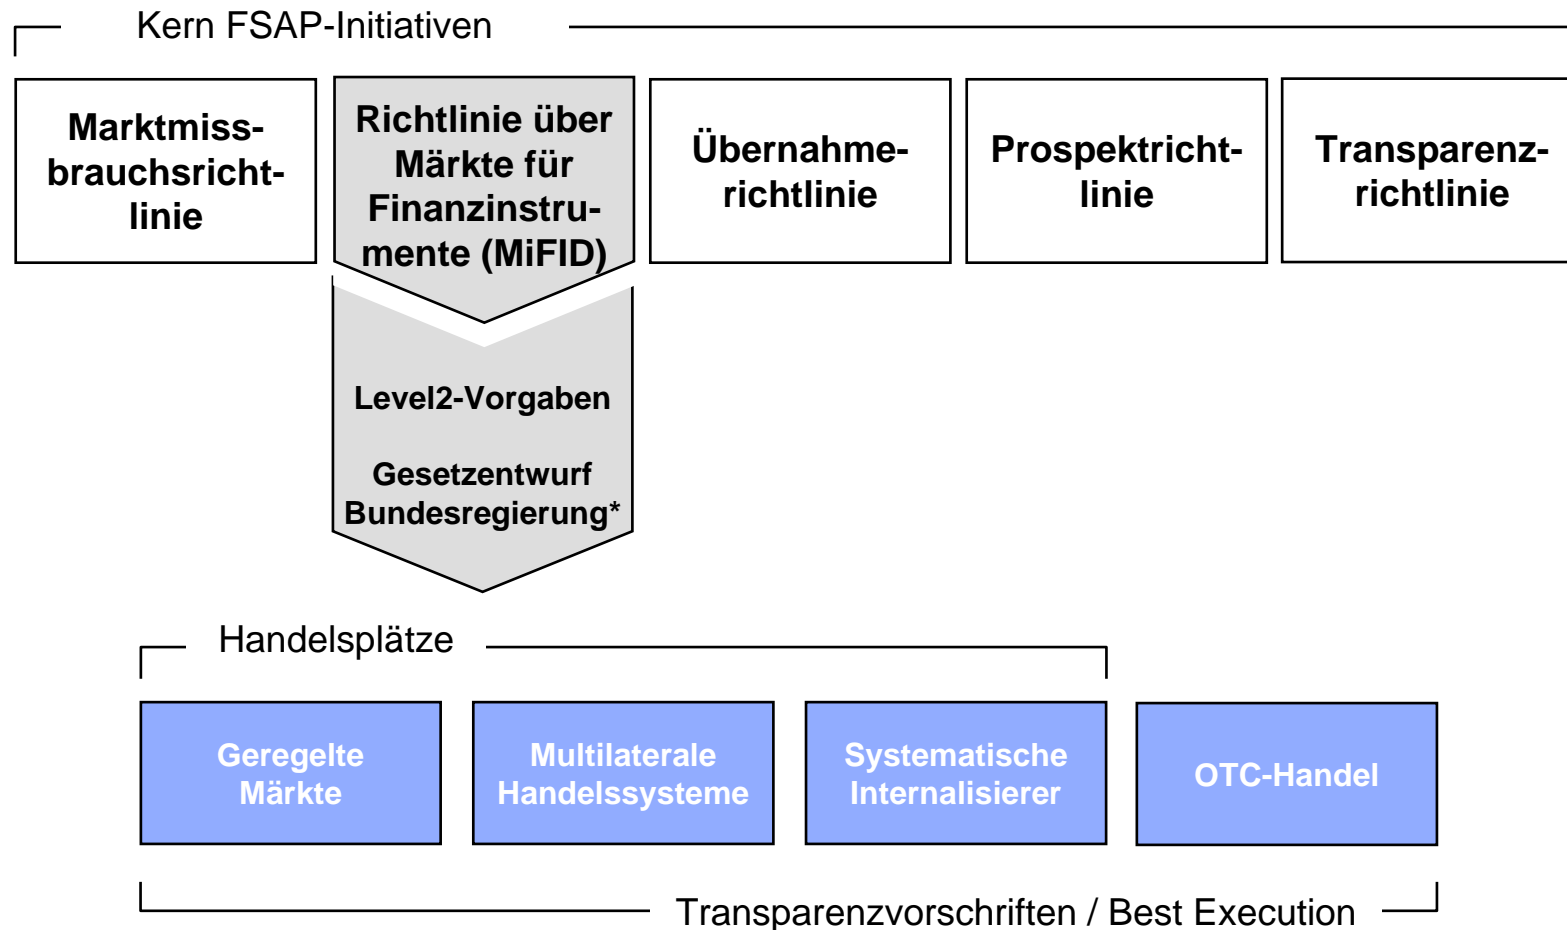 Kern FSAP-Initiativen
Marktmiss-
brauchsricht-
linie
Richtlinie über
Märkte für
Finanzinstru-
mente (MiFID)
Übernahme-
richtlinie
Prospektricht-
linie
Transparenz-
richtlinie
Level2-Vorgaben
Gesetzentwurf
Bundesregierung*
Handelsplätze
Geregelte
Märkte
Multilaterale
Handelssysteme
Systematische
Internalisierer
OTC-Handel
Transparenzvorschriften / Best Execution